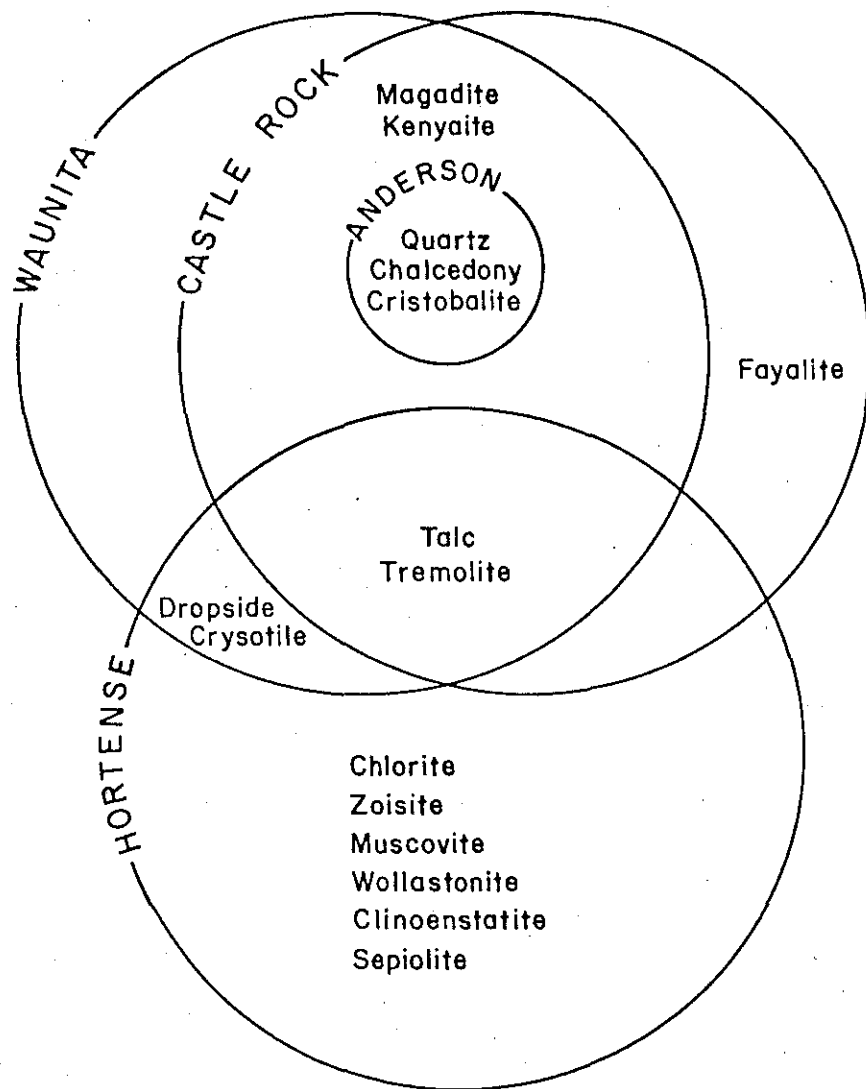 WAUNITA
CASTLE ROCK
Magadite
Kenyaite
ANDERSON
Quartz
Chalcedony
Cristobalite
Fayalite
Talc
Tremolite
Dropside
Crysotile
HORTENSE
Chlorite
Zoisite
Muscovite
Wollastonite
Clinoenstatite
Sepiolite